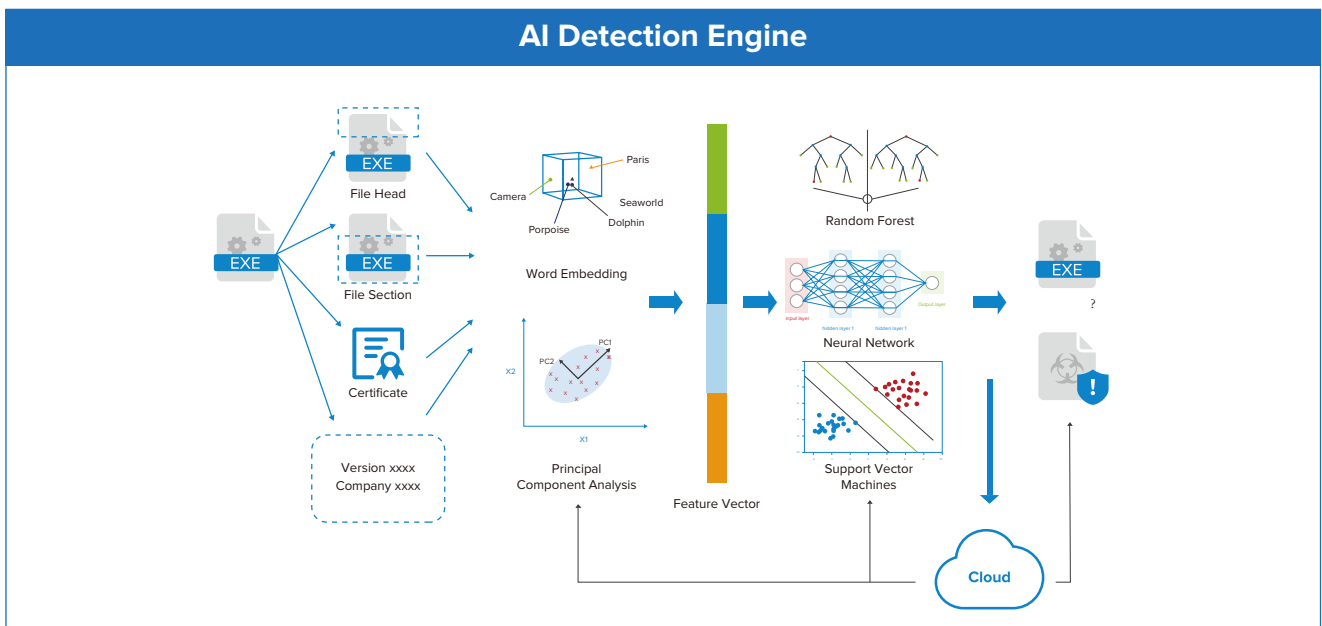 AI Detection Engine
EXE
EXE
File Head
EXE
File Section
Certificate
Version xxxx
Company xxxx
Paris
Camera
Seaworld
Dolphin
Porpoise
Word Embedding
PC1
PC2
X2
X1
Principal
Component Analysis
Feature Vector
Random Forest
Input layer
hidden layer 1
hidden layer 1
Output layer
Neural Network
Support Vector
Machines
EXE
?
!
Cloud